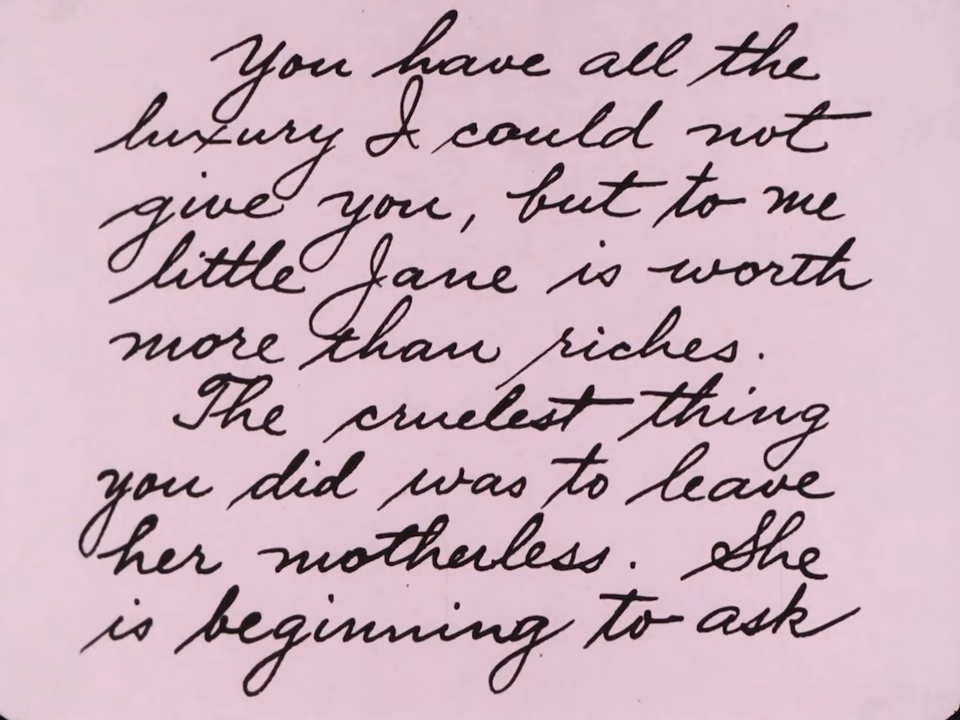 You have all the
luxury I could not
give you, but to me
little Jane is worth
more than riches.
The cruelest thing
you did was to leave
her motherless. She
is beginning to ask